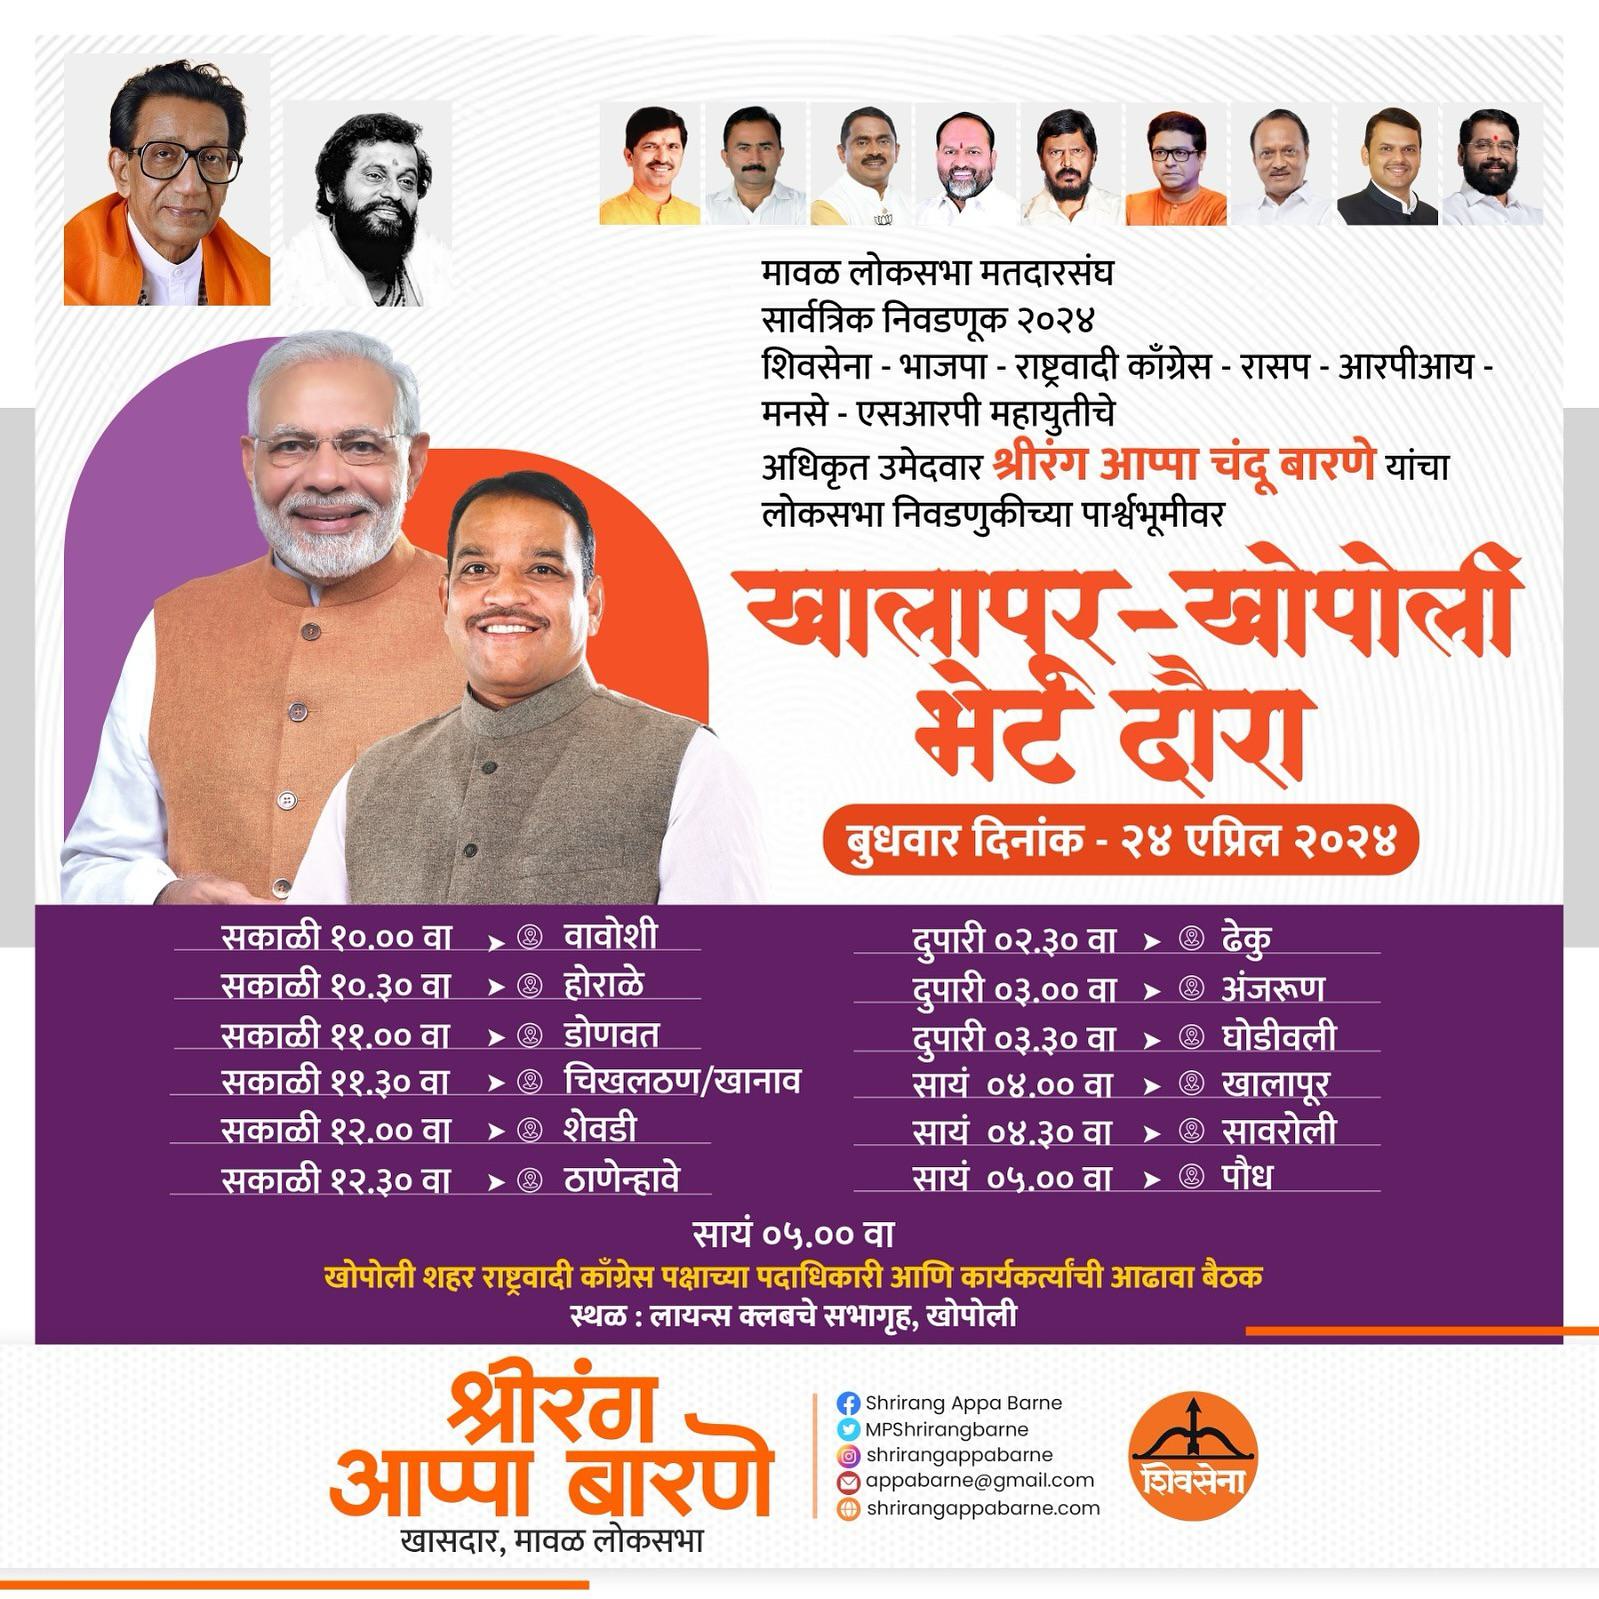 मावळ लोकसभा मतदारसंघ
सार्वत्रिक निवडणूक २०२४
शिवसेना - भाजपा - राष्ट्रवादी काँग्रेस - रासप - आरपीआय -
मनसे - एसआरपी महायुतीचे
अधिकृत उमेदवार श्रीरंग आप्पा चंदू बारणे यांचा
लोकसभा निवडणुकीच्या पार्श्वभूमीवर
खालापूर-खोपोली
भेट दौरा
बुधवार दिनांक - २४ एप्रिल २०२४
सकाळी १०.०० वा वावोशी
सकाळी १०.३० वा होराळे
सकाळी ११.०० वा डोणवत
सकाळी ११.३० वा चिखलठण/खानाव
सकाळी १२.०० वा शेवडी
सकाळी १२.३० वा ठाणेन्हावे
दुपारी ०२.३० वा ढेकु
दुपारी ०३.०० वा अंजरूण
दुपारी ०३.३० वा घोडीवली
सायं ०४.०० वा खालापूर
सायं ०४.३० वा सावरोली
सायं ०५.०० वा पौध
सायं ०५.०० वा
खोपोली शहर राष्ट्रवादी काँग्रेस पक्षाच्या पदाधिकारी आणि कार्यकर्त्यांची आढावा बैठक
स्थळ : लायन्स क्लबचे सभागृह, खोपोली
श्रीरंग
आप्पा बारणे
खासदार, मावळ लोकसभा
Shrirang Appa Barne
MPShrirangbarne
shrirangappabarne
appabarne@gmail.com
shrirangappabarne.com
शिवसेना